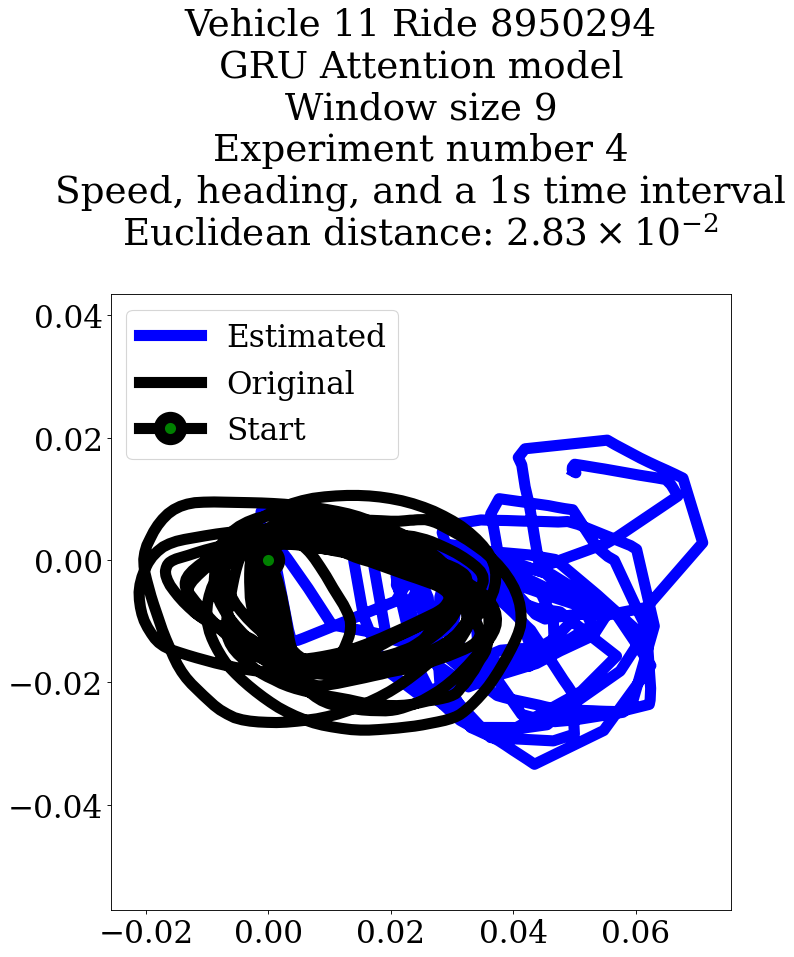 Vehicle 11 Ride 8950294
GRU Attention model
Window size 9
Experiment number 4
Speed, heading, and a 1s time interval
Euclidean distance: 2.83 × 10⁻²
0.04
0.02
0.00
−0.02
−0.04
Estimated
Original
Start
−0.02 0.00 0.02 0.04 0.06